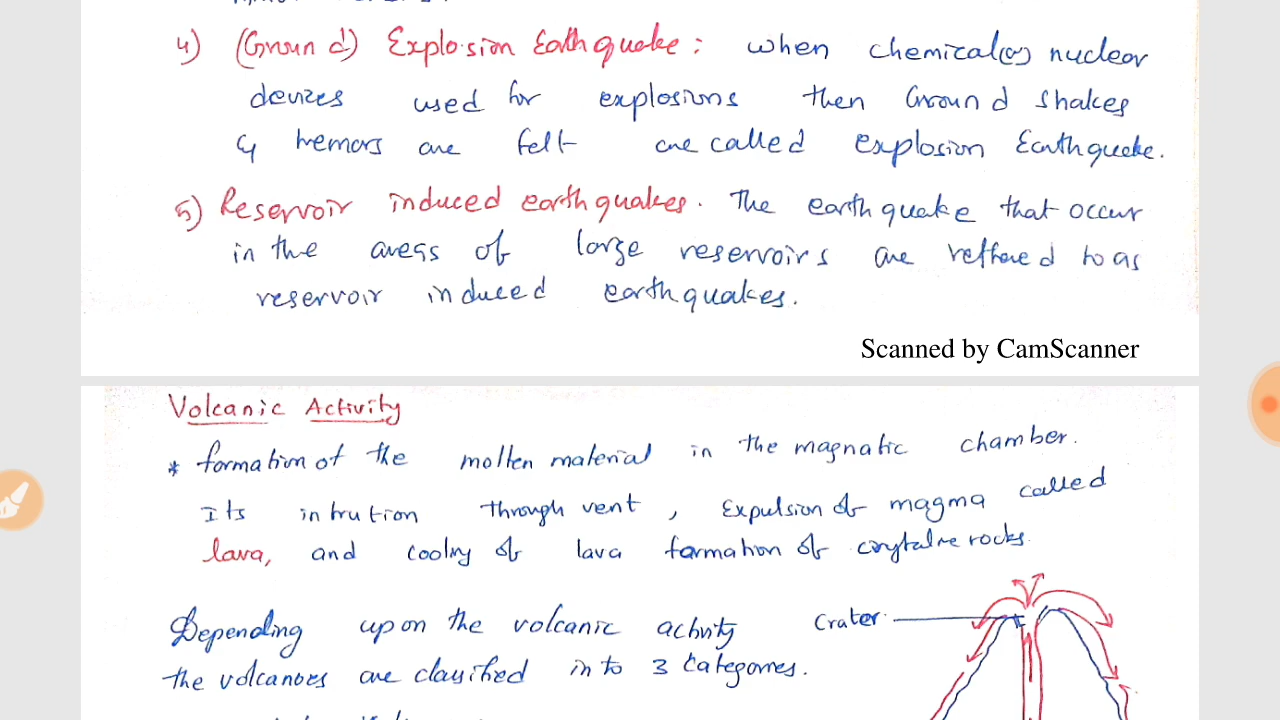 4) (Ground) Explosion Eathquake: when chemical(or) nuclear
devices used for explosions then Ground shakes
& tremors are felt are called explosion Earthquake.
5) Reservoir induced earthquakes. The earthquake that occur
in the areas of large reservoirs are reffered to as
reservoir induced earthquakes.
Scanned by CamScanner
Volcanic Activity
* formation of the molten material in the magnatic chamber.
Its intrution through vent, Expulsion of magma called
lava, and cooling of lava formation of rocks.
Depending upon the volcanic activity
Crater
the volcanoes are classified in to 3 categories.